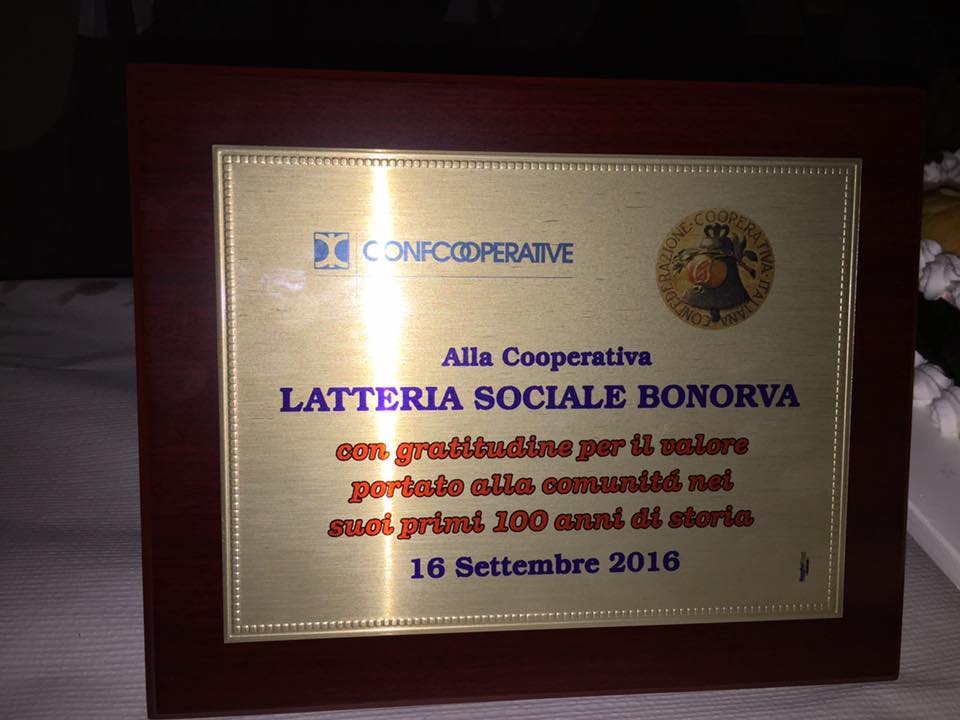 CONFCOOPERATIVE
CONFEDERAZIONE·COOPERATIVA·ITALIANA
Alla Cooperativa
LATTERIA SOCIALE BONORVA
con gratitudine per il valore
portato alla comunitá nei
suoi primi 100 anni di storia
16 Settembre 2016